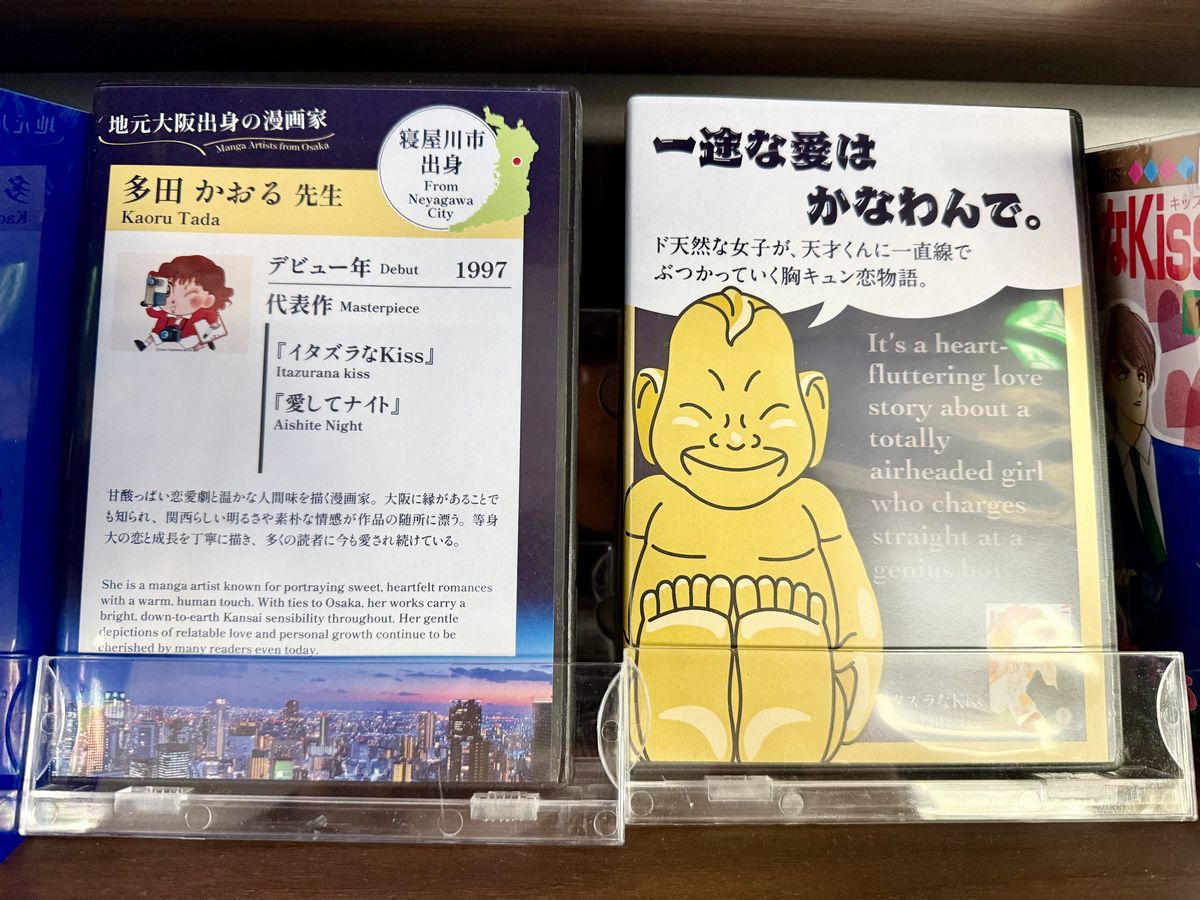 地元大阪出身の漫画家
Manga Artists from Osaka
寝屋川市
出身
From
Neyagawa
City
多田 かおる 先生
Kaoru Tada
デビュー年 Debut 1997
代表作 Masterpiece
『イタズラなKiss』
Itazurana kiss
『愛してナイト』
Aishite Night
甘酸っぱい恋愛劇と温かな人間味を描く漫画家。大阪に縁があることで
も知られ、関西らしい明るさや素朴な情感が作品の随所に漂う。等身
大の恋と成長を丁寧に描き、多くの読者に今も愛され続けている。
She is a manga artist known for portraying sweet, heartfelt romances
with a warm, human touch. With ties to Osaka, her works carry a
bright, down-to-earth Kansai sensibility throughout. Her gentle
depictions of relatable love and personal growth continue to be
cherished by many readers even today.
一途な愛は
かなわんで。
ド天然な女子が、天才くんに一直線で
ぶつかっていく胸キュン恋物語。
It's a heart-
fluttering love
story about a
totally
airheaded girl
who charges
straight at a
genius boy
イタズラなKiss
キッス
なKiss